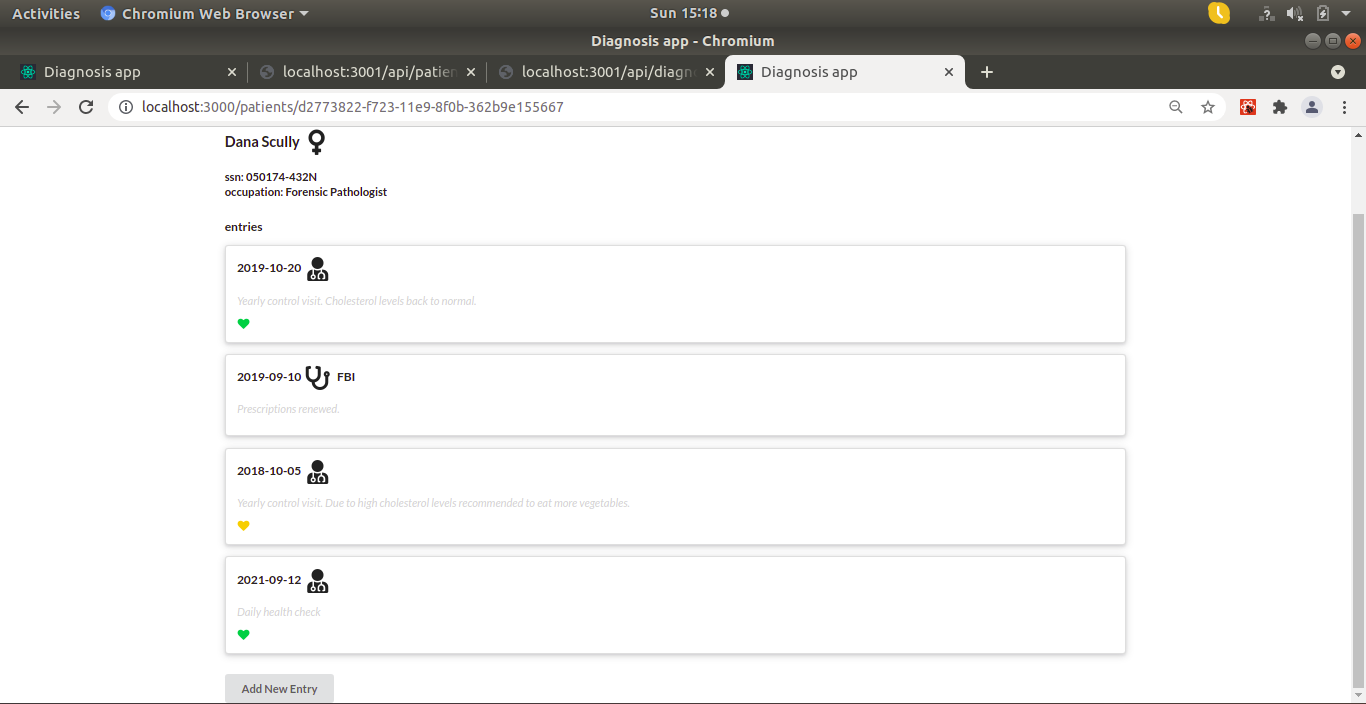 Activities
Chromium Web Browser
Sun 15:18
Diagnosis app - Chromium
Diagnosis app
localhost:3001/api/patien
localhost:3001/api/diagn
Diagnosis app
localhost:3000/patients/d2773822-f723-11e9-8f0b-362b9e155667
Dana Scully
ssn: 050174-432N
occupation: Forensic Pathologist
entries
2019-10-20
Yearly control visit. Cholesterol levels back to normal.
2019-09-10 FBI
Prescriptions renewed.
2018-10-05
Yearly control visit. Due to high cholesterol levels recommended to eat more vegetables.
2021-09-12
Daily health check
Add New Entry